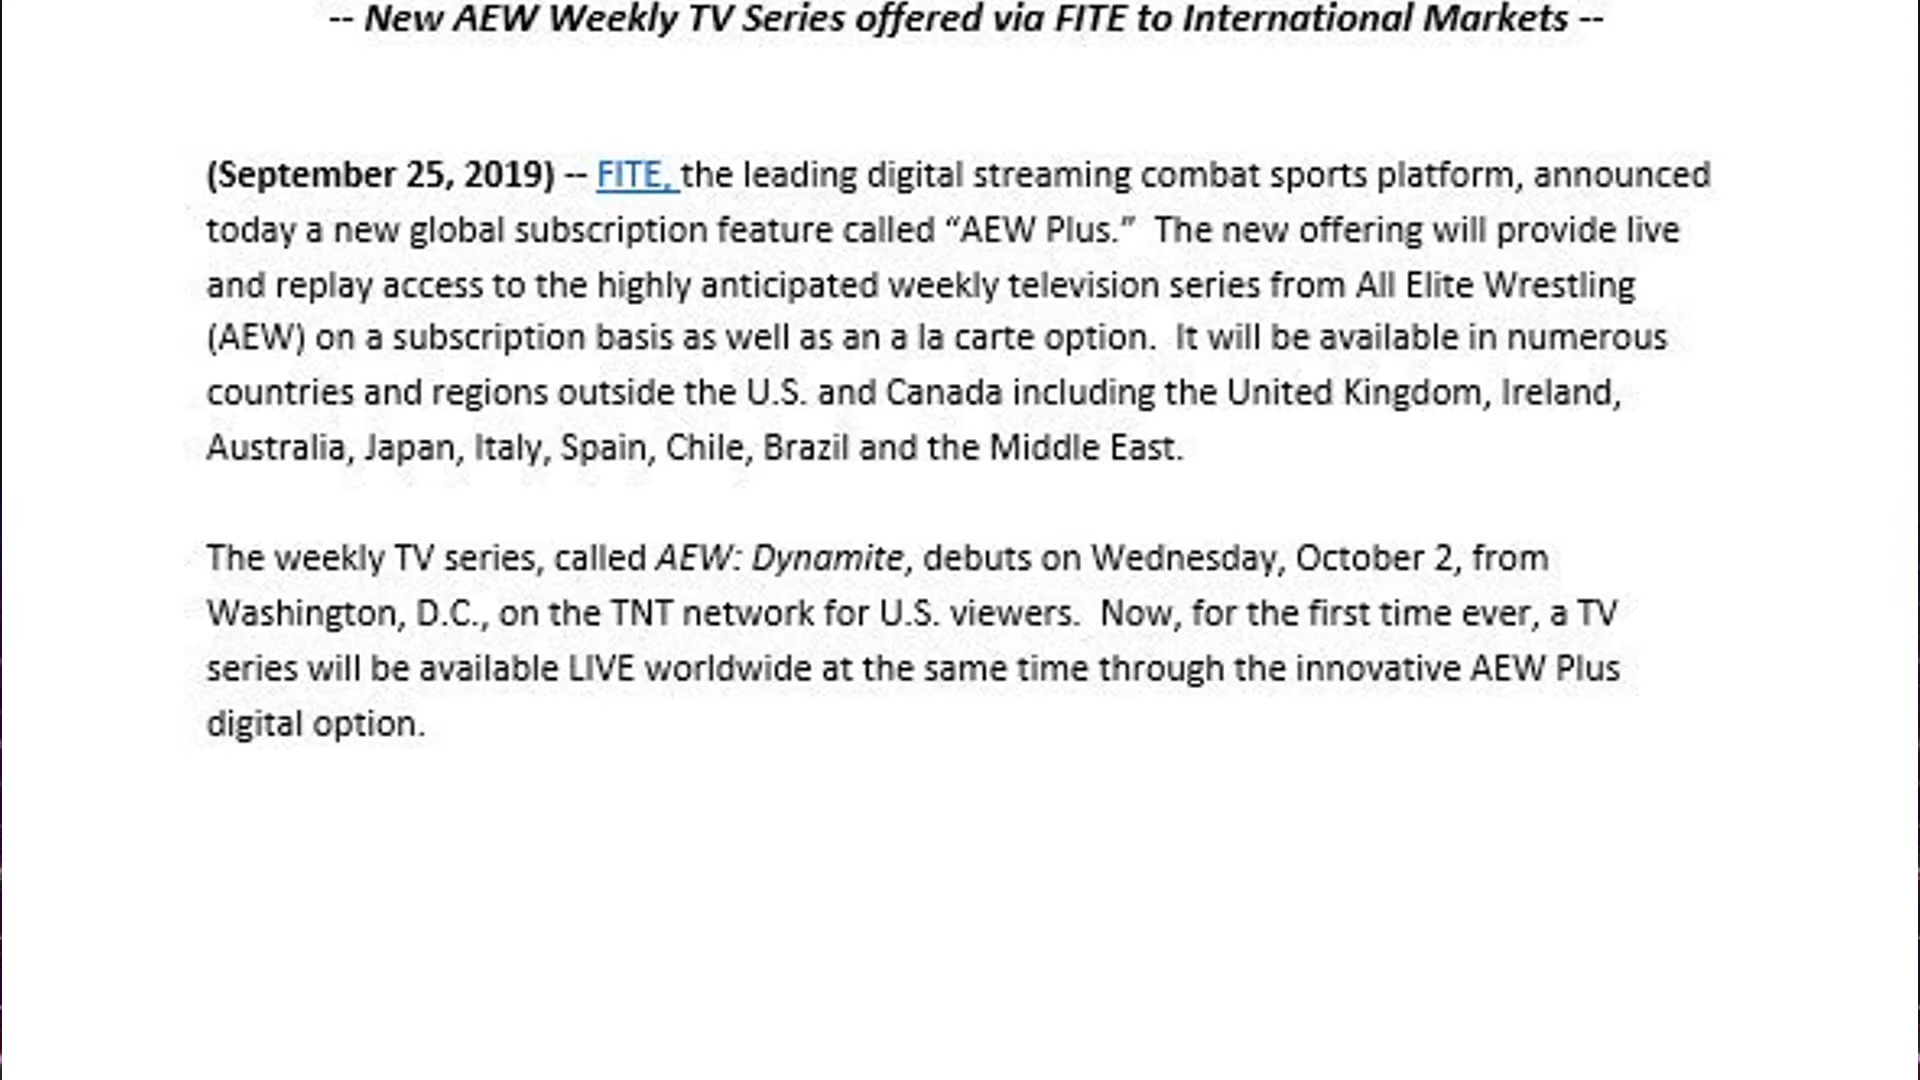 -- New AEW Weekly TV Series offered via FITE to International Markets --
(September 25, 2019) -- FITE, the leading digital streaming combat sports platform, announced
today a new global subscription feature called “AEW Plus.”  The new offering will provide live
and replay access to the highly anticipated weekly television series from All Elite Wrestling
(AEW) on a subscription basis as well as an a la carte option.  It will be available in numerous
countries and regions outside the U.S. and Canada including the United Kingdom, Ireland,
Australia, Japan, Italy, Spain, Chile, Brazil and the Middle East.
The weekly TV series, called AEW: Dynamite, debuts on Wednesday, October 2, from
Washington, D.C., on the TNT network for U.S. viewers.  Now, for the first time ever, a TV
series will be available LIVE worldwide at the same time through the innovative AEW Plus
digital option.